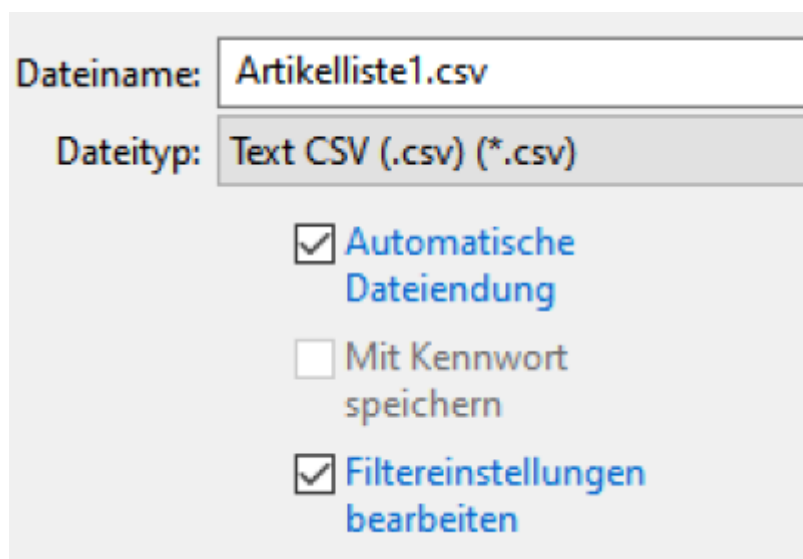 Dateiname: Artikelliste1.csv
Dateityp: Text CSV (.csv) (*.csv)
Automatische
Dateiendung
Mit Kennwort
speichern
Filtereinstellungen
bearbeiten